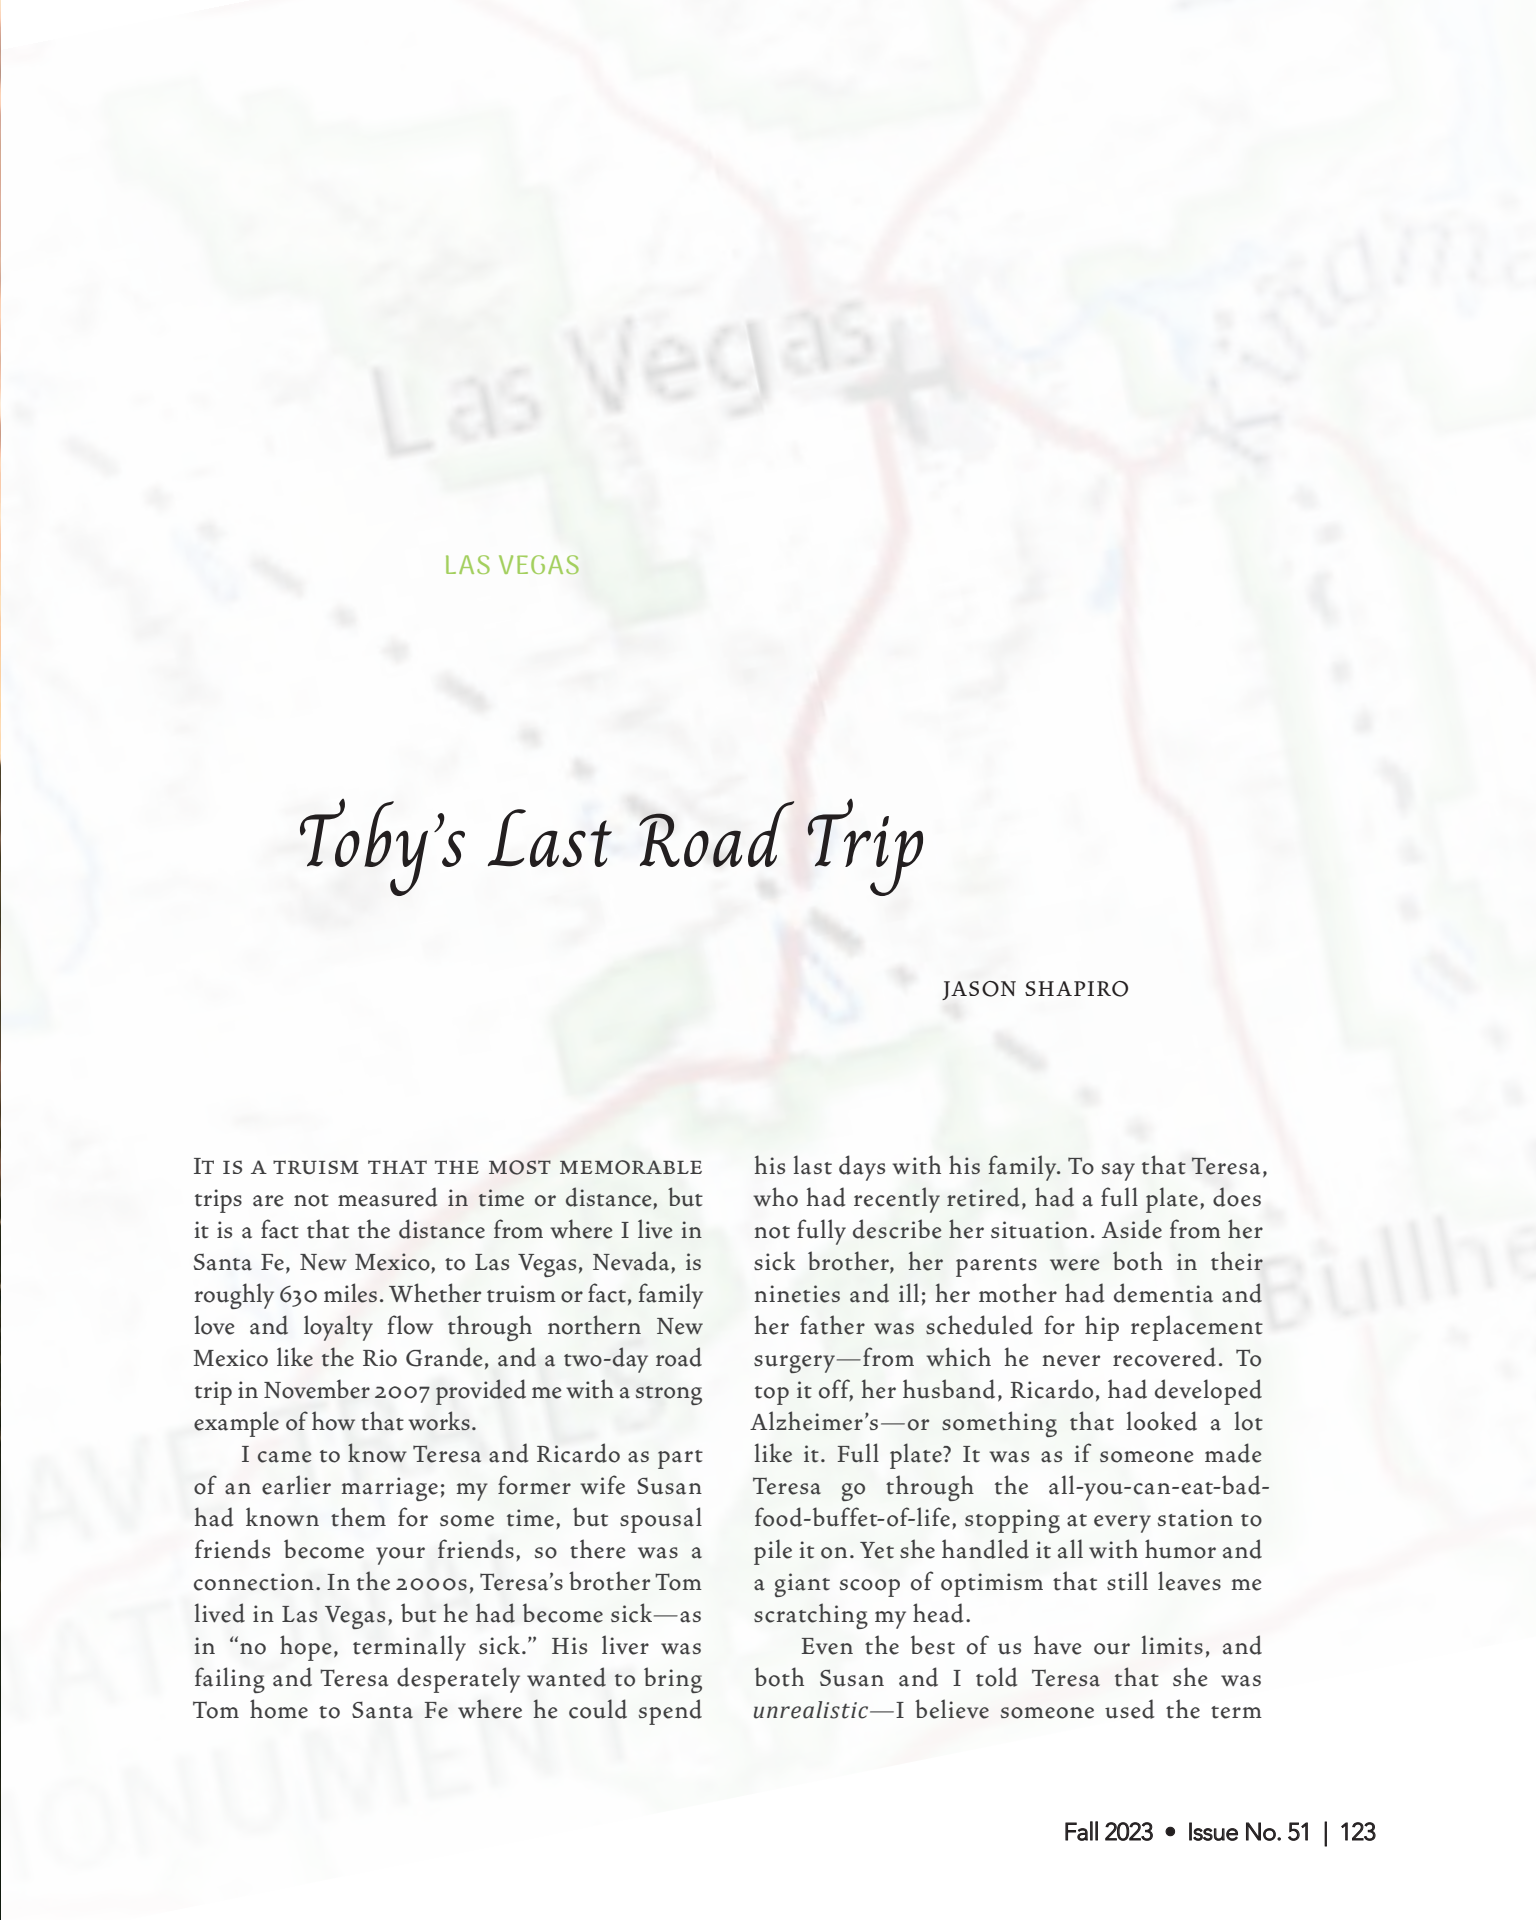 Las Vegas
Kingma
LAS VEGAS
Toby’s Last Road Trip
JASON SHAPIRO
IT IS A TRUISM THAT THE MOST MEMORABLE
trips are not measured in time or distance, but
it is a fact that the distance from where I live in
Santa Fe, New Mexico, to Las Vegas, Nevada, is
roughly 630 miles. Whether truism or fact, family
love and loyalty flow through northern New
Mexico like the Rio Grande, and a two-day road
trip in November 2007 provided me with a strong
example of how that works.
I came to know Teresa and Ricardo as part
of an earlier marriage; my former wife Susan
had known them for some time, but spousal
friends become your friends, so there was a
connection. In the 2000s, Teresa’s brother Tom
lived in Las Vegas, but he had become sick—as
in “no hope, terminally sick.” His liver was
failing and Teresa desperately wanted to bring
Tom home to Santa Fe where he could spend
his last days with his family. To say that Teresa,
who had recently retired, had a full plate, does
not fully describe her situation. Aside from her
sick brother, her parents were both in their
nineties and ill; her mother had dementia and
her father was scheduled for hip replacement
surgery—from which he never recovered. To
top it off, her husband, Ricardo, had developed
Alzheimer’s—or something that looked a lot
like it. Full plate? It was as if someone made
Teresa go through the all-you-can-eat-bad-
food-buffet-of-life, stopping at every station to
pile it on. Yet she handled it all with humor and
a giant scoop of optimism that still leaves me
scratching my head.
Even the best of us have our limits, and
both Susan and I told Teresa that she was
unrealistic—I believe someone used the term
Bullhe
AVE TRAILS
ATIONAL
ONUMENT
Fall 2023 • Issue No. 51 | 123